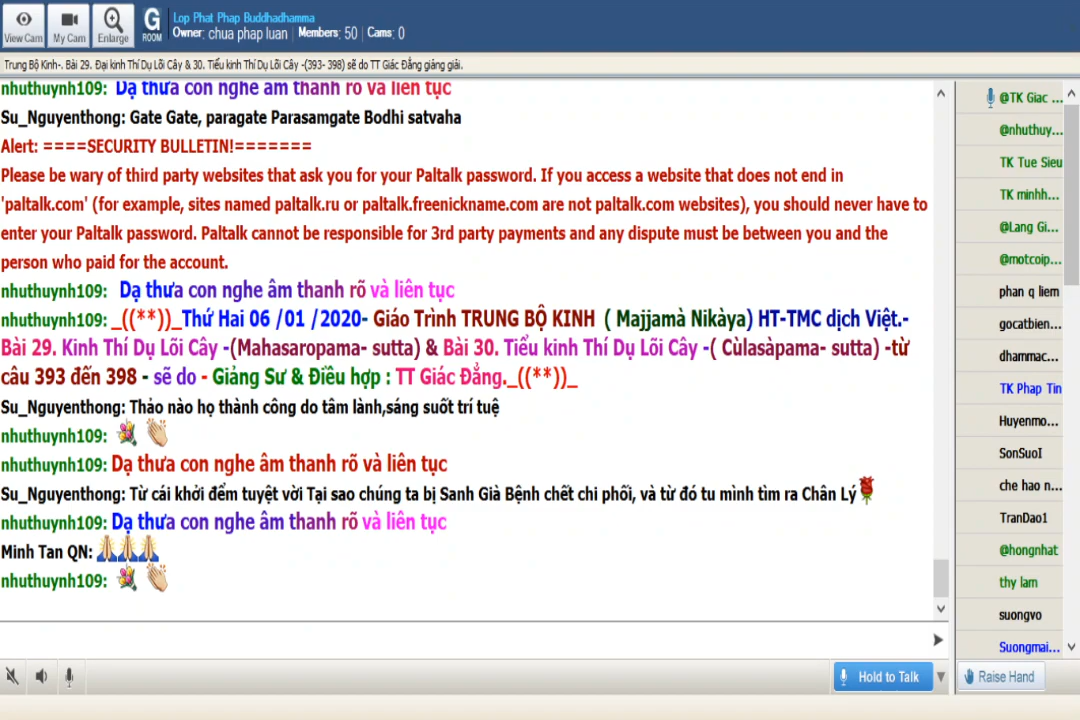 View Cam
My Cam
Enlarge
G
ROOM
Lop Phat Phap Buddhadhamma
Owner: chua phap luan | Members: 50 | Cams: 0
Trung Bộ Kinh-. Bài 29. Đại kinh Thí Dụ Lõi Cây & 30. Tiểu kinh Thí Dụ Lõi Cây -(393- 398) sẽ do TT Giác Đẳng giảng giải.
nhuthuynh109: Dạ thưa con nghe âm thanh rõ và liên tục
Su_Nguyenthong: Gate Gate, paragate Parasamgate Bodhi satvaha
Alert: ====SECURITY BULLETIN!=======
Please be wary of third party websites that ask you for your Paltalk password. If you access a website that does not end in
'paltalk.com' (for example, sites named paltalk.ru or paltalk.freenickname.com are not paltalk.com websites), you should never have to
enter your Paltalk password. Paltalk cannot be responsible for 3rd party payments and any dispute must be between you and the
person who paid for the account.
nhuthuynh109: Dạ thưa con nghe âm thanh rõ và liên tục
nhuthuynh109: _((**))_Thứ Hai 06 /01 /2020- Giáo Trình TRUNG BỘ KINH ( Majjamà Nikàya) HT-TMC dịch Việt.-
Bài 29. Kinh Thí Dụ Lõi Cây -(Mahasaropama- sutta) & Bài 30. Tiểu kinh Thí Dụ Lõi Cây -( Cùlasàpama- sutta) -từ
câu 393 đến 398 - sẽ do - Giảng Sư & Điều hợp : TT Giác Đẳng._((**))_
Su_Nguyenthong: Thảo nào họ thành công do tâm lành,sáng suốt trí tuệ
nhuthuynh109:
nhuthuynh109: Dạ thưa con nghe âm thanh rõ và liên tục
Su_Nguyenthong: Từ cái khởi đểm tuyệt vời Tại sao chúng ta bị Sanh Già Bệnh chết chi phối, và từ đó tu mình tìm ra Chân Lý
nhuthuynh109: Dạ thưa con nghe âm thanh rõ và liên tục
Minh Tan QN:
nhuthuynh109:
@TK Giac ...
@nhuthuy...
TK Tue Sieu
TK minhh...
@Lang Gi...
@motcoip...
phan q liem
gocatbien...
dhammac...
TK Phap Tin
Huyenmo...
SonSuoI
che hao n...
TranDao1
@hongnhat
thy lam
suongvo
Suongmai...
Hold to Talk
Raise Hand